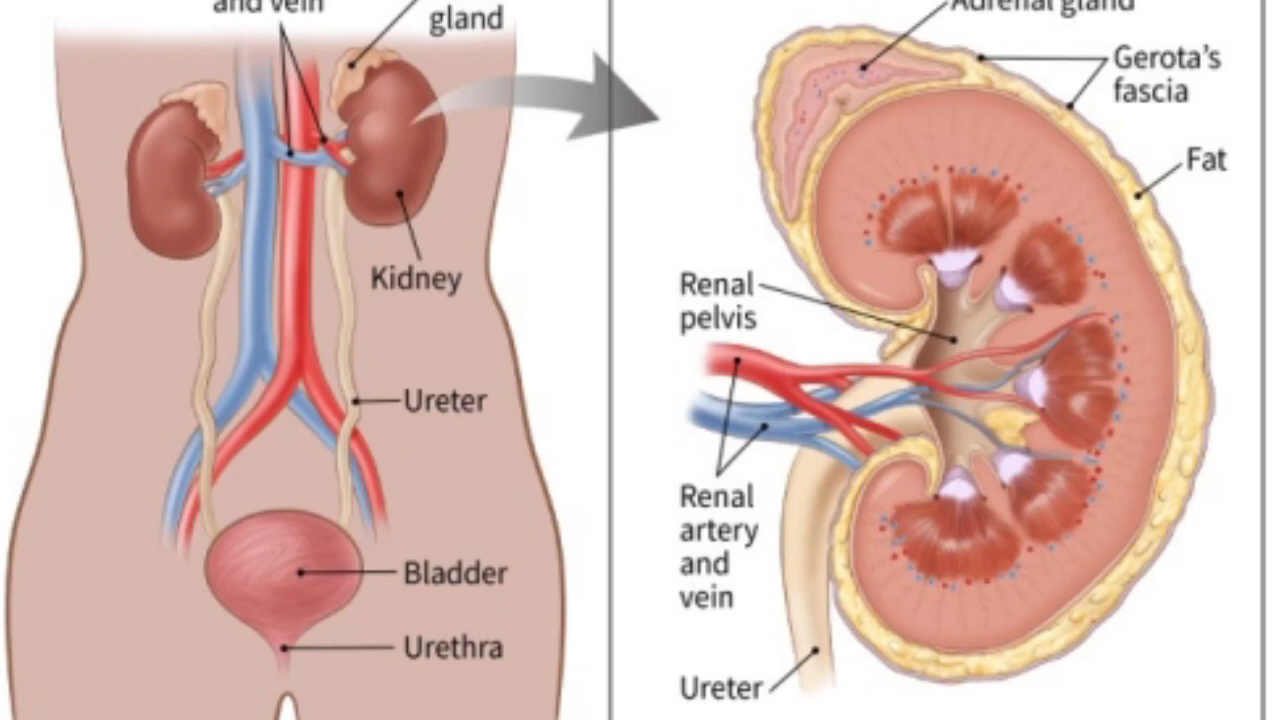 and vein
gland
Kidney
Ureter
Bladder
Urethra
Adrenal gland
Gerota's
fascia
Fat
Renal
pelvis
Renal
artery
and
vein
Ureter